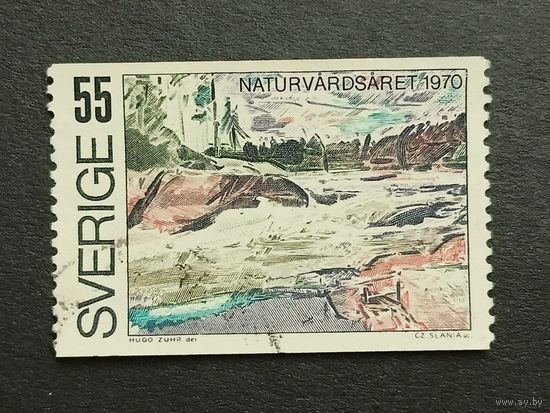 SVERIGE 55
NATURVÅRDSÅRET 1970
HUGO ZUHR del
CZ SLANIA sc
www.ay.by